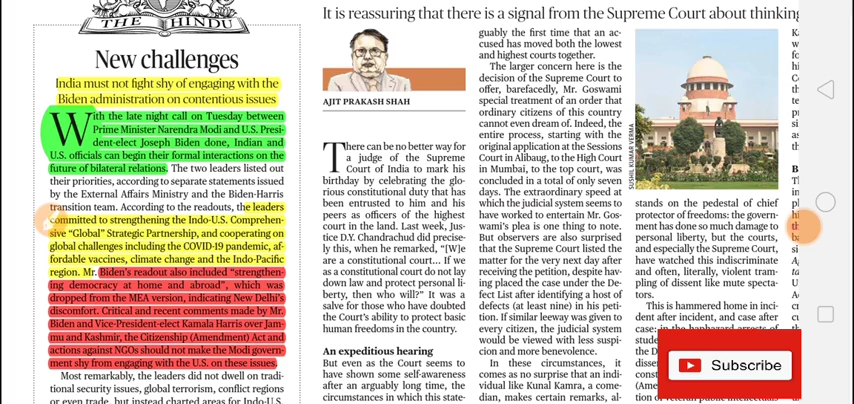 THE HINDU
New challenges
India must not fight shy of engaging with the
Biden administration on contentious issues
With the late night call on Tuesday between
Prime Minister Narendra Modi and U.S. Presi-
dent-elect Joseph Biden done, Indian and
U.S. officials can begin their formal interactions on the
future of bilateral relations. The two leaders listed out
their priorities, according to separate statements issued
by the External Affairs Ministry and the Biden-Harris
transition team. According to the readouts, the leaders
committed to strengthening the Indo-U.S. Comprehen-
sive “Global” Strategic Partnership, and cooperating on
global challenges including the COVID-19 pandemic, af-
fordable vaccines, climate change and the Indo-Pacific
region. Mr. Biden's readout also included “strengthen-
ing democracy at home and abroad”, which was
dropped from the MEA version, indicating New Delhi's
discomfort. Critical and recent comments made by Mr.
Biden and Vice-President-elect Kamala Harris over Jam-
mu and Kashmir, the Citizenship (Amendment) Act and
actions against NGOs should not make the Modi govern-
ment shy from engaging with the U.S. on these issues.
Most remarkably, the leaders did not dwell on tradi-
tional security issues, global terrorism, conflict regions
or even trade, but instead charted areas for Indo-U.S.
It is reassuring that there is a signal from the Supreme Court about thinking
AJIT PRAKASH SHAH
There can be no better way for
a judge of the Supreme
Court of India to mark his
birthday by celebrating the glo-
rious constitutional duty that has
been entrusted to him and his
peers as officers of the highest
court in the land. Last week, Jus-
tice D.Y. Chandrachud did precise-
ly this, when he remarked, “[W]e
are a constitutional court... If we
as a constitutional court do not lay
down law and protect personal li-
berty, then who will?” It was a
salve for those who have doubted
the Court's ability to protect basic
human freedoms in the country.
An expeditious hearing
But even as the Court seems to
have shown some self-awareness
after an arguably long time, the
circumstances in which this state-
guably the first time that an ac-
cused has moved both the lowest
and highest courts together.
The larger concern here is the
decision of the Supreme Court to
offer, barefacedly, Mr. Goswami
special treatment of an order that
ordinary citizens of this country
cannot even dream of. Indeed, the
entire process, starting with the
original application at the Sessions
Court in Alibaug, to the High Court
in Mumbai, to the top court, was
concluded in a total of only seven
days. The extraordinary speed at
which the judicial system seems to
have worked to entertain Mr. Gos-
wami's plea is one thing to note.
But observers are also surprised
that the Supreme Court listed the
matter for the very next day after
receiving the petition, despite hav-
ing placed the case under the De-
fect List after identifying a host of
defects (at least nine) in his peti-
tion. If similar leeway was given to
every citizen, the judicial system
would be viewed with less suspi-
cion and more benevolence.
In these circumstances, it
comes as no surprise that an indi-
vidual like Kunal Kamra, a come-
dian, makes certain remarks, al-
SUSHIL KUMAR VERMA
stands on the pedestal of chief
protector of freedoms: the govern-
ment has done so much damage to
personal liberty, but the courts,
and especially the Supreme Court,
have watched this indiscriminate
and often, literally, violent tram-
pling of dissent like mute specta-
tors.
This is hammered home in inci-
dent after incident, and case after
case:
Subscribe